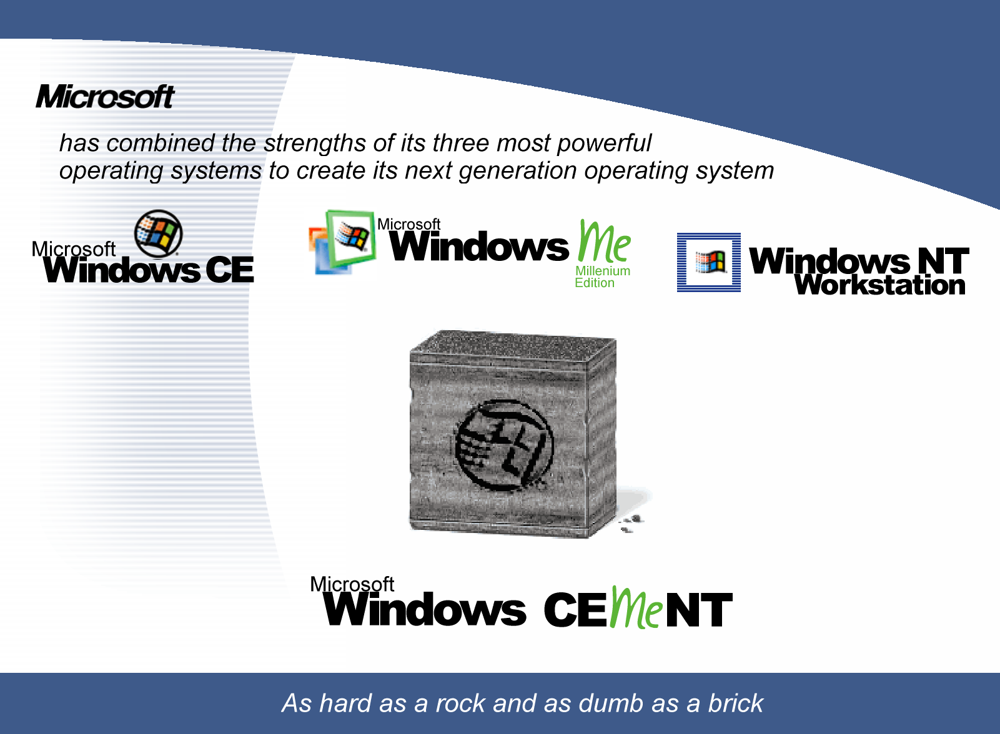 Microsoft
has combined the strengths of its three most powerful
operating systems to create its next generation operating system
Microsoft
Windows CE
Microsoft
Windows Me
Millenium
Edition
Windows NT
Workstation
Microsoft
Windows CEMeNT
As hard as a rock and as dumb as a brick